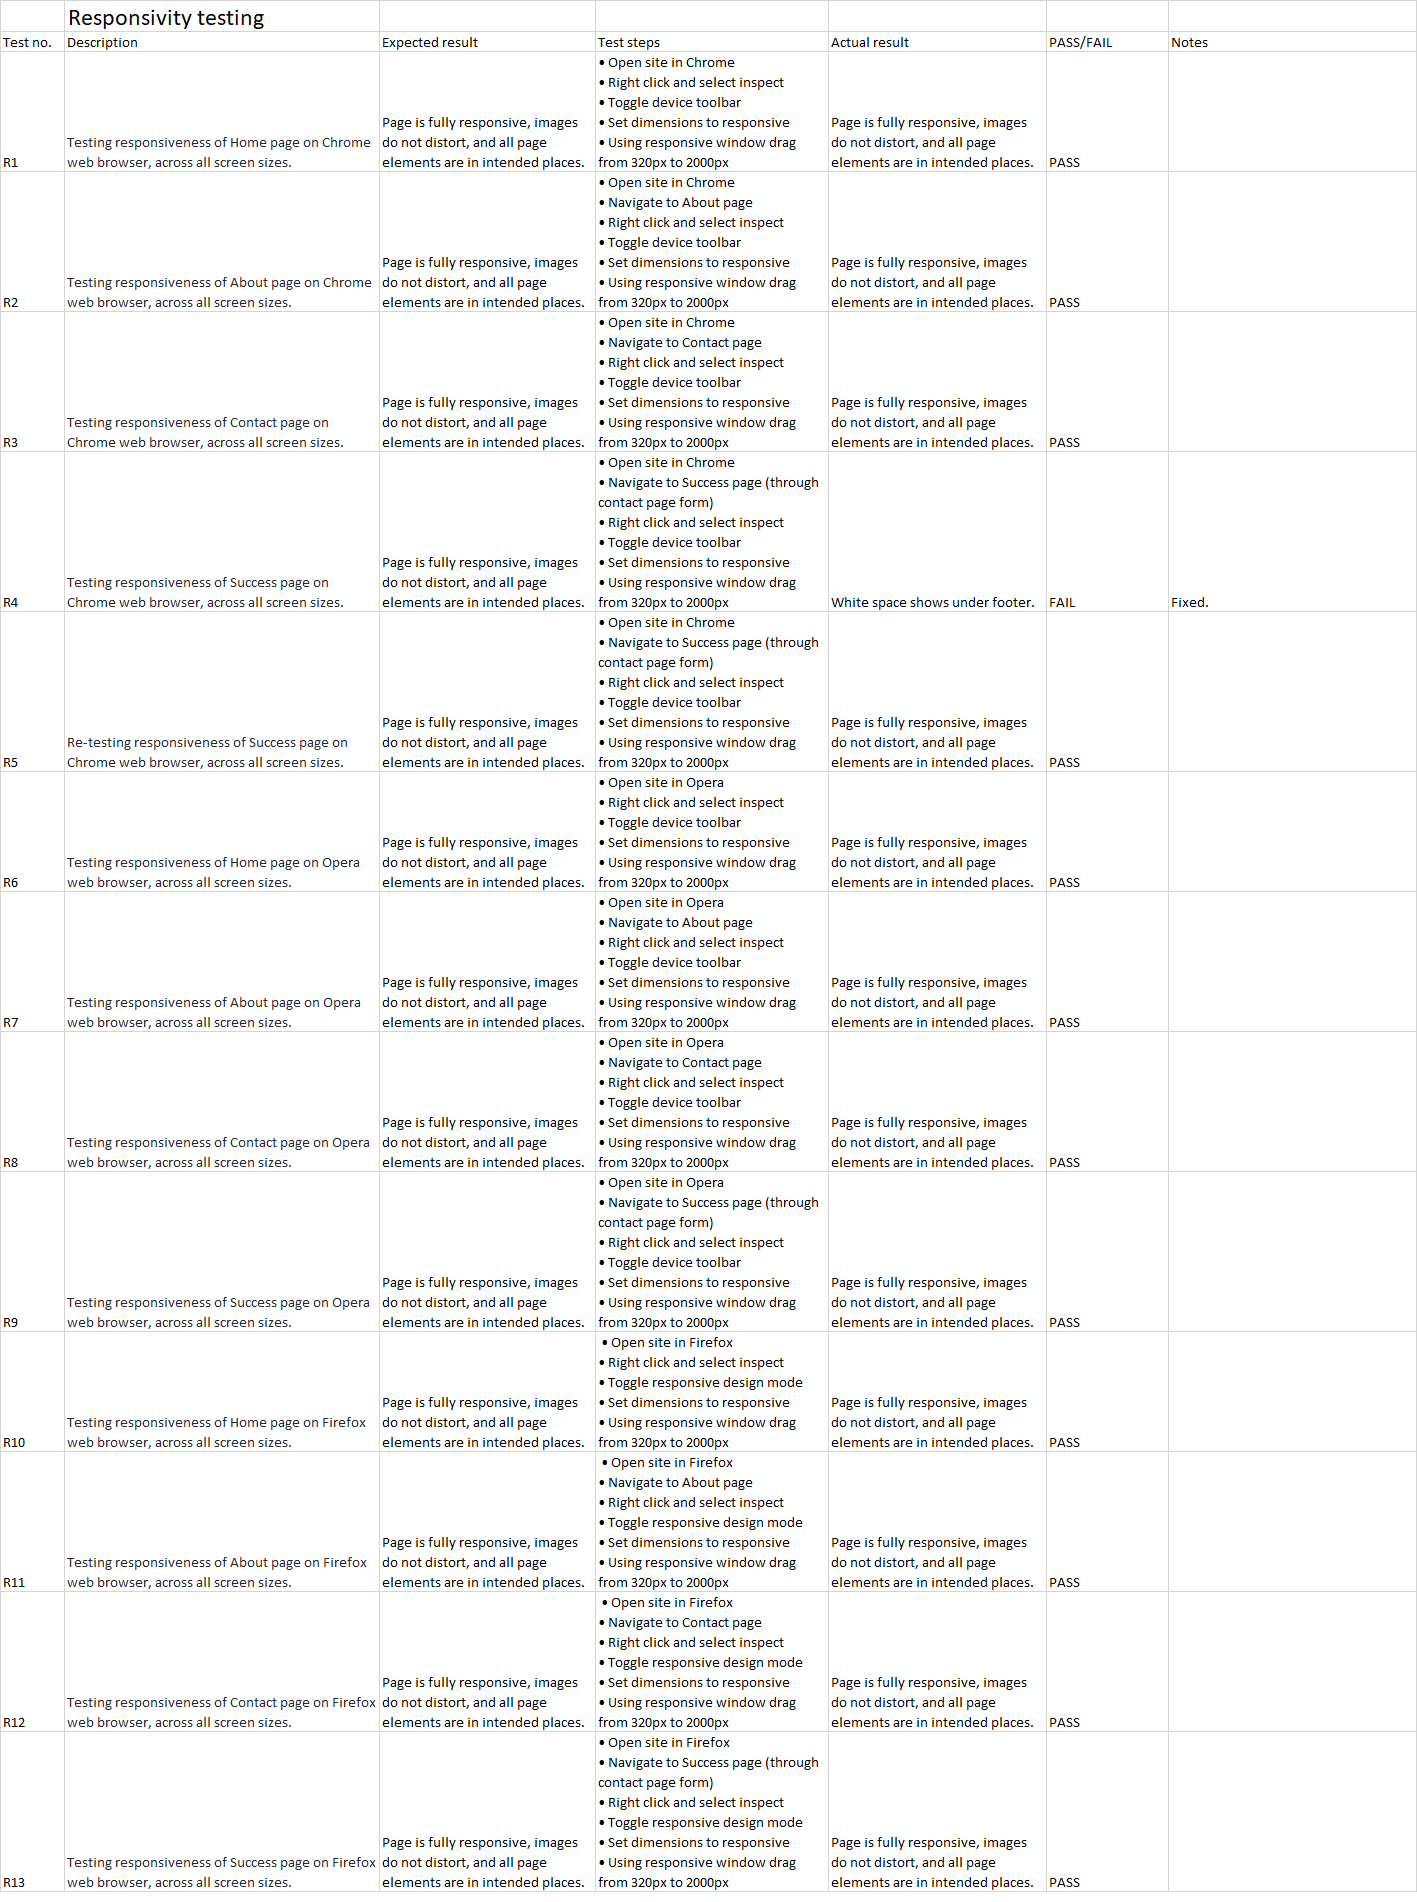 Responsivity testing
Test no. Description Expected result Test steps Actual result PASS/FAIL Notes
R1
Testing responsiveness of Home page on Chrome
web browser, across all screen sizes.
Page is fully responsive, images
do not distort, and all page
elements are in intended places.
• Open site in Chrome
• Right click and select inspect
• Toggle device toolbar
• Set dimensions to responsive
• Using responsive window drag
from 320px to 2000px
Page is fully responsive, images
do not distort, and all page
elements are in intended places.
PASS
R2
Testing responsiveness of About page on Chrome
web browser, across all screen sizes.
Page is fully responsive, images
do not distort, and all page
elements are in intended places.
• Open site in Chrome
• Navigate to About page
• Right click and select inspect
• Toggle device toolbar
• Set dimensions to responsive
• Using responsive window drag
from 320px to 2000px
Page is fully responsive, images
do not distort, and all page
elements are in intended places.
PASS
R3
Testing responsiveness of Contact page on
Chrome web browser, across all screen sizes.
Page is fully responsive, images
do not distort, and all page
elements are in intended places.
• Open site in Chrome
• Navigate to Contact page
• Right click and select inspect
• Toggle device toolbar
• Set dimensions to responsive
• Using responsive window drag
from 320px to 2000px
Page is fully responsive, images
do not distort, and all page
elements are in intended places.
PASS
R4
Testing responsiveness of Success page on
Chrome web browser, across all screen sizes.
Page is fully responsive, images
do not distort, and all page
elements are in intended places.
• Open site in Chrome
• Navigate to Success page (through
contact page form)
• Right click and select inspect
• Toggle device toolbar
• Set dimensions to responsive
• Using responsive window drag
from 320px to 2000px
White space shows under footer.
FAIL
Fixed.
R5
Re-testing responsiveness of Success page on
Chrome web browser, across all screen sizes.
Page is fully responsive, images
do not distort, and all page
elements are in intended places.
• Open site in Chrome
• Navigate to Success page (through
contact page form)
• Right click and select inspect
• Toggle device toolbar
• Set dimensions to responsive
• Using responsive window drag
from 320px to 2000px
Page is fully responsive, images
do not distort, and all page
elements are in intended places.
PASS
R6
Testing responsiveness of Home page on Opera
web browser, across all screen sizes.
Page is fully responsive, images
do not distort, and all page
elements are in intended places.
• Open site in Opera
• Right click and select inspect
• Toggle device toolbar
• Set dimensions to responsive
• Using responsive window drag
from 320px to 2000px
Page is fully responsive, images
do not distort, and all page
elements are in intended places.
PASS
R7
Testing responsiveness of About page on Opera
web browser, across all screen sizes.
Page is fully responsive, images
do not distort, and all page
elements are in intended places.
• Open site in Opera
• Navigate to About page
• Right click and select inspect
• Toggle device toolbar
• Set dimensions to responsive
• Using responsive window drag
from 320px to 2000px
Page is fully responsive, images
do not distort, and all page
elements are in intended places.
PASS
R8
Testing responsiveness of Contact page on Opera
web browser, across all screen sizes.
Page is fully responsive, images
do not distort, and all page
elements are in intended places.
• Open site in Opera
• Navigate to Contact page
• Right click and select inspect
• Toggle device toolbar
• Set dimensions to responsive
• Using responsive window drag
from 320px to 2000px
Page is fully responsive, images
do not distort, and all page
elements are in intended places.
PASS
R9
Testing responsiveness of Success page on Opera
web browser, across all screen sizes.
Page is fully responsive, images
do not distort, and all page
elements are in intended places.
• Open site in Opera
• Navigate to Success page (through
contact page form)
• Right click and select inspect
• Toggle device toolbar
• Set dimensions to responsive
• Using responsive window drag
from 320px to 2000px
Page is fully responsive, images
do not distort, and all page
elements are in intended places.
PASS
R10
Testing responsiveness of Home page on Firefox
web browser, across all screen sizes.
Page is fully responsive, images
do not distort, and all page
elements are in intended places.
• Open site in Firefox
• Right click and select inspect
• Toggle responsive design mode
• Set dimensions to responsive
• Using responsive window drag
from 320px to 2000px
Page is fully responsive, images
do not distort, and all page
elements are in intended places.
PASS
R11
Testing responsiveness of About page on Firefox
web browser, across all screen sizes.
Page is fully responsive, images
do not distort, and all page
elements are in intended places.
• Open site in Firefox
• Navigate to About page
• Right click and select inspect
• Toggle responsive design mode
• Set dimensions to responsive
• Using responsive window drag
from 320px to 2000px
Page is fully responsive, images
do not distort, and all page
elements are in intended places.
PASS
R12
Testing responsiveness of Contact page on Firefox
web browser, across all screen sizes.
Page is fully responsive, images
do not distort, and all page
elements are in intended places.
• Open site in Firefox
• Navigate to Contact page
• Right click and select inspect
• Toggle responsive design mode
• Set dimensions to responsive
• Using responsive window drag
from 320px to 2000px
Page is fully responsive, images
do not distort, and all page
elements are in intended places.
PASS
R13
Testing responsiveness of Success page on Firefox
web browser, across all screen sizes.
Page is fully responsive, images
do not distort, and all page
elements are in intended places.
• Open site in Firefox
• Navigate to Success page (through
contact page form)
• Right click and select inspect
• Toggle responsive design mode
• Set dimensions to responsive
• Using responsive window drag
from 320px to 2000px
Page is fully responsive, images
do not distort, and all page
elements are in intended places.
PASS